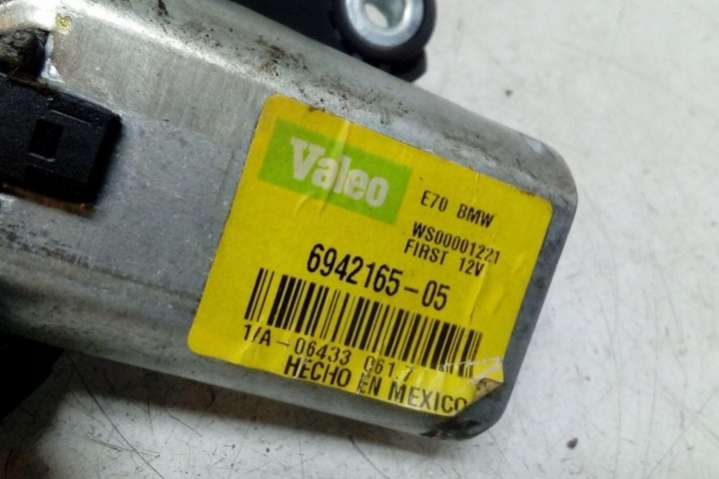 Valeo
E70 BMW
WS00001221
FIRST 12V
6942165-05
1/A-06433 061 7
HECHO EN MEXICO